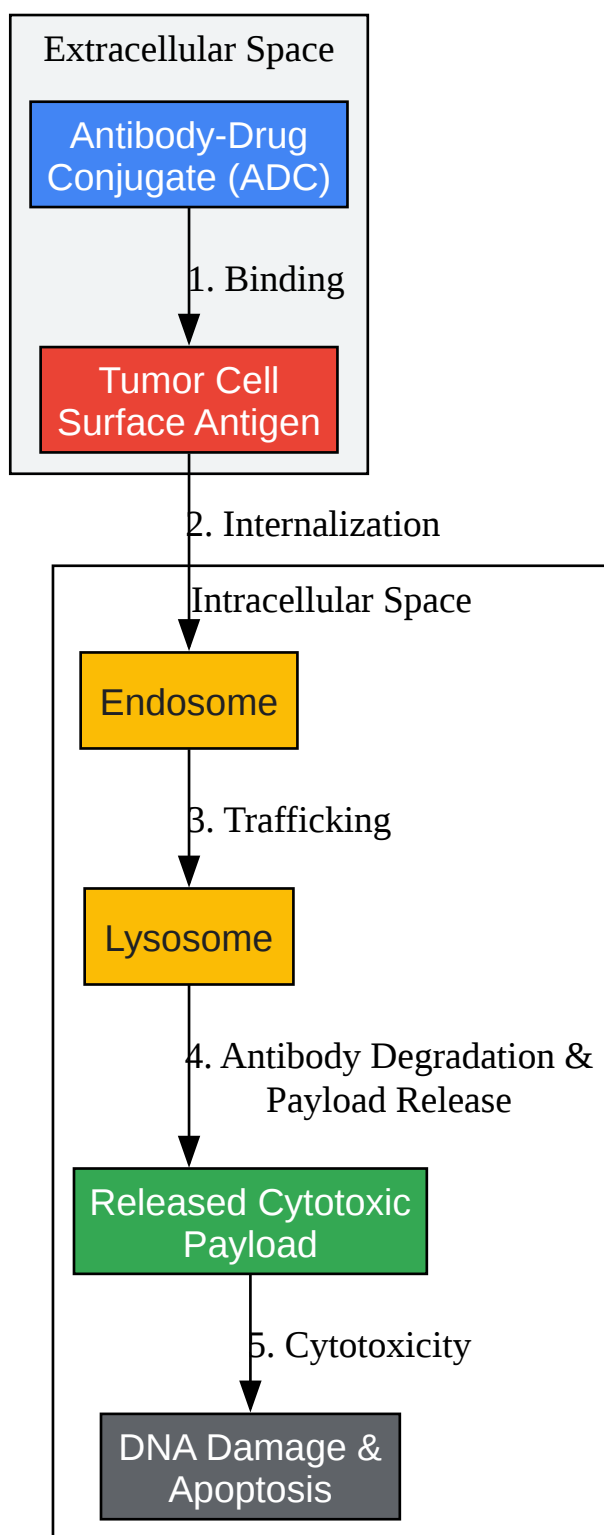 Extracellular Space
Antibody-Drug
Conjugate (ADC)
1. Binding
Tumor Cell
Surface Antigen
2. Internalization
Intracellular Space
Endosome
3. Trafficking
Lysosome
4. Antibody Degradation &
Payload Release
Released Cytotoxic
Payload
5. Cytotoxicity
DNA Damage &
Apoptosis